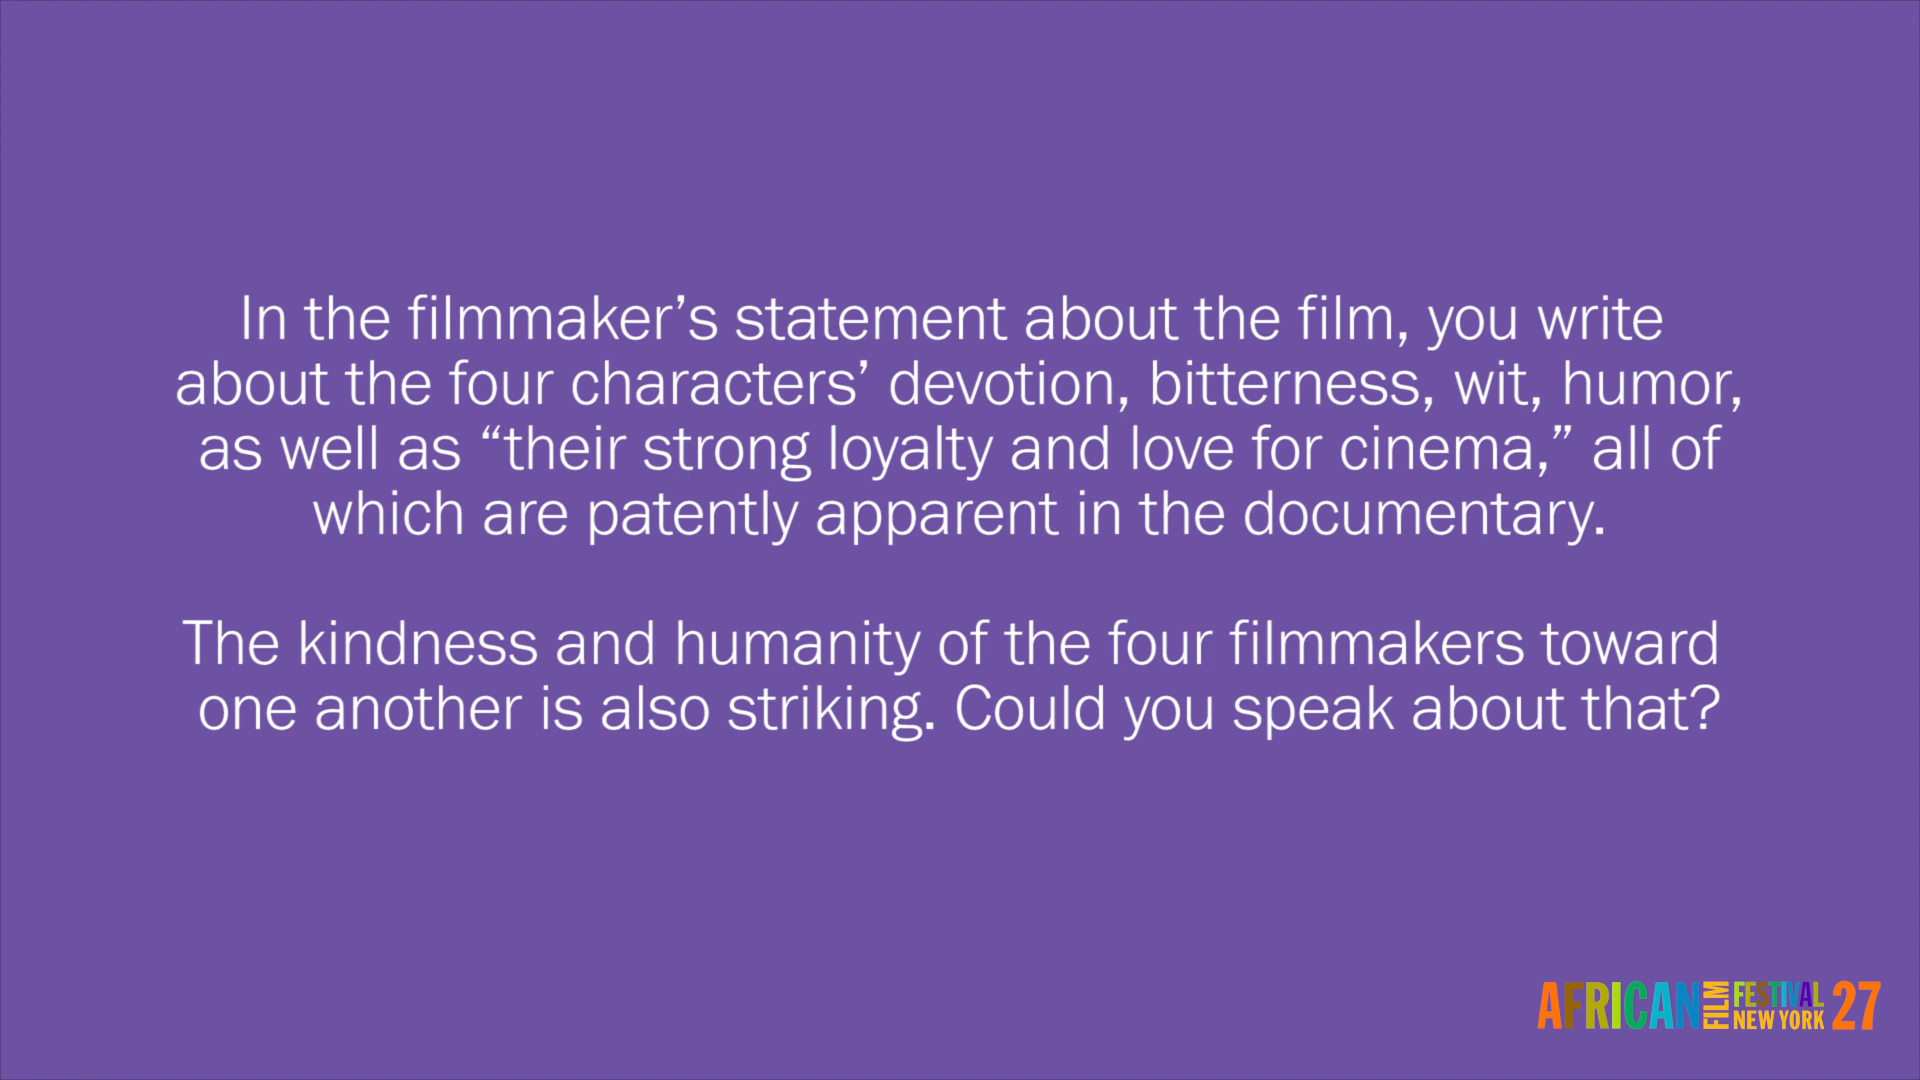 In the filmmaker’s statement about the film, you write
about the four characters’ devotion, bitterness, wit, humor,
as well as “their strong loyalty and love for cinema,” all of
which are patently apparent in the documentary.
The kindness and humanity of the four filmmakers toward
one another is also striking. Could you speak about that?
AFRICAN FILM FESTIVAL NEW YORK 27